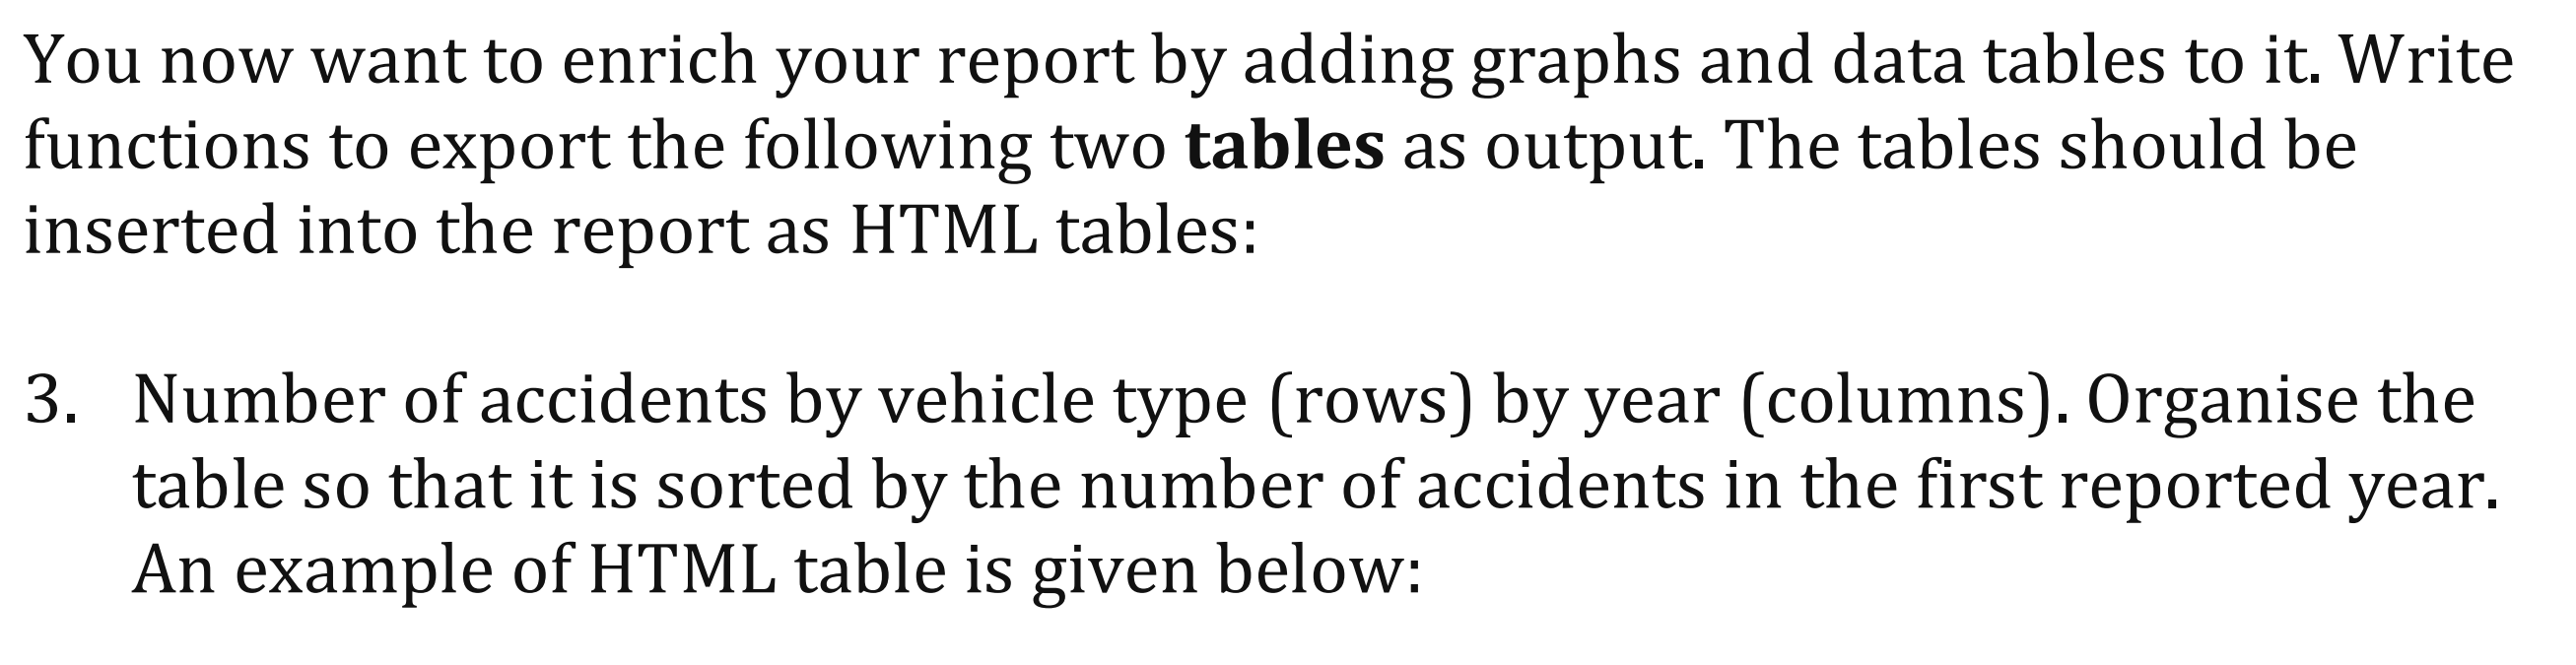 You now want to enrich your report by adding graphs and data tables to it. Write
functions to export the following two tables as output. The tables should be
inserted into the report as HTML tables:
3. Number of accidents by vehicle type (rows) by year (columns). Organise the
table so that it is sorted by the number of accidents in the first reported year.
An example of HTML table is given below: